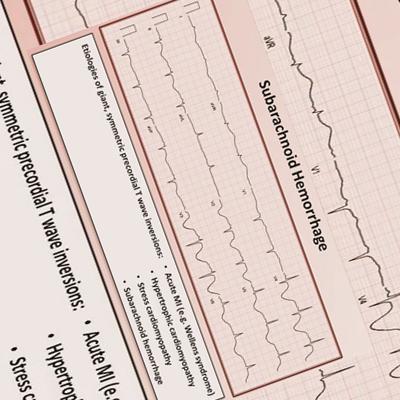 Subarachnoid Hemorrhage
aVR
V1
Etiologies of giant, symmetric precordial T wave inversions:
• Acute MI (e.g. Wellens syndrome)
• Hypertrophic cardiomyopathy
• Stress cardiomyopathy
• Subarachnoid hemorrhage
symmetric precordial T wave inversions:
• Acute MI (e.
• Hypertrop
• Stress c